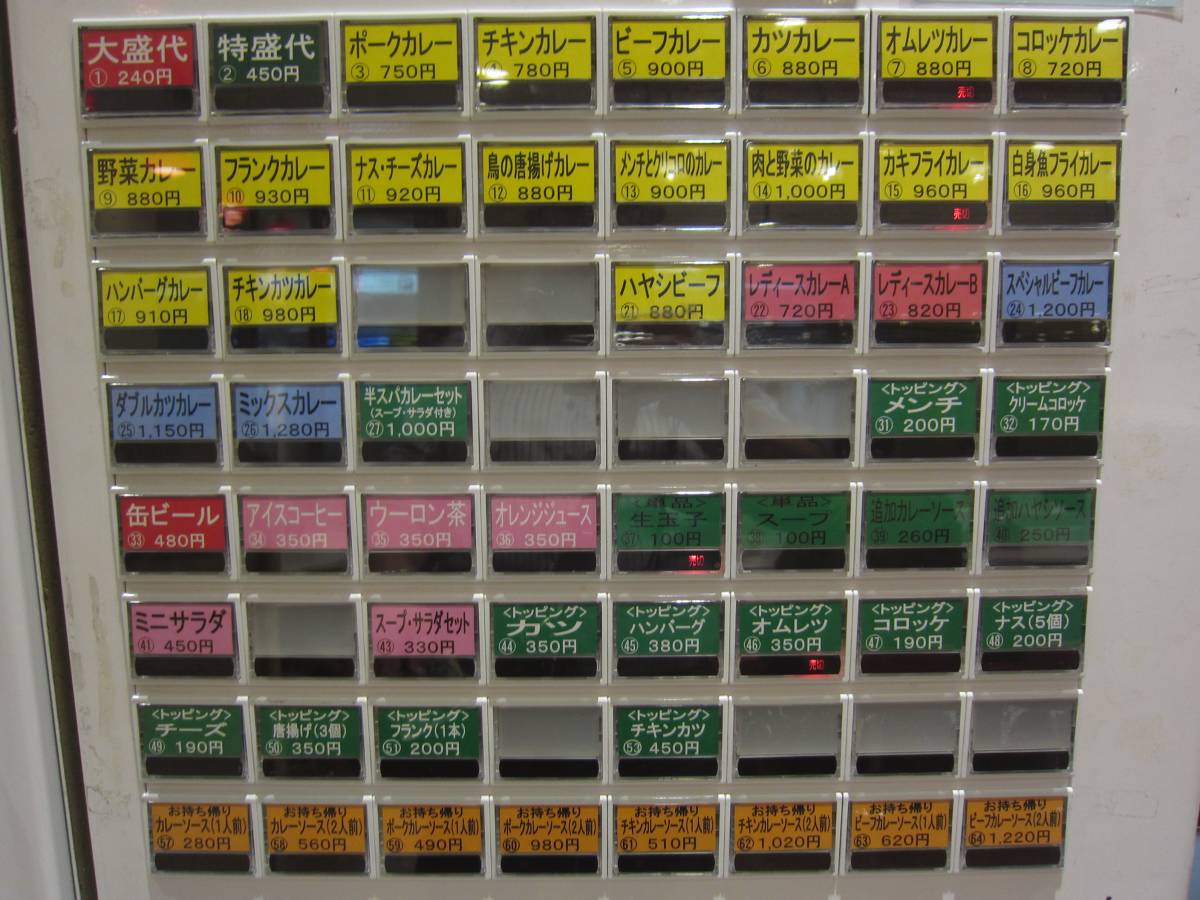 大盛代
① 240円
特盛代
② 450円
ポークカレー
③ 750円
チキンカレー
④ 780円
ビーフカレー
⑤ 900円
カツカレー
⑥ 880円
オムレツカレー
⑦ 880円
売切
コロッケカレー
⑧ 720円
野菜カレー
⑨ 880円
フランクカレー
⑩ 930円
ナス・チーズカレー
⑪ 920円
鳥の唐揚げカレー
⑫ 880円
メンチとクリコロのカレー
⑬ 900円
肉と野菜のカレー
⑭ 1,000円
カキフライカレー
⑮ 960円
売切
白身魚フライカレー
⑯ 960円
ハンバーグカレー
⑰ 910円
チキンカツカレー
⑱ 980円
ハヤシビーフ
㉑ 880円
レディースカレーA
㉒ 720円
レディースカレーB
㉓ 820円
スペシャルビーフカレー
㉔ 1,200円
ダブルカツカレー
㉕ 1,150円
ミックスカレー
㉖ 1,280円
半スパカレーセット
(スープ・サラダ付き)
㉗ 1,000円
<トッピング>
メンチ
㉛ 200円
<トッピング>
クリームコロッケ
㉜ 170円
缶ビール
㉝ 480円
アイスコーヒー
㉞ 350円
ウーロン茶
㉟ 350円
オレンジジュース
㊱ 350円
<単品>
生玉子
㊲ 100円
売切
<単品>
スープ
㊳ 100円
追加カレーソース
㊴ 260円
追加ハヤシソース
㊵ 250円
ミニサラダ
㊶ 450円
スープ・サラダセット
㊸ 330円
<トッピング>
カツ
㊹ 350円
<トッピング>
ハンバーグ
㊺ 380円
<トッピング>
オムレツ
㊻ 350円
売切
<トッピング>
コロッケ
㊼ 190円
<トッピング>
ナス(5個)
㊽ 200円
<トッピング>
チーズ
㊾ 190円
<トッピング>
唐揚げ(3個)
㊿ 350円
<トッピング>
フランク(1本)
51 200円
<トッピング>
チキンカツ
53 450円
お持ち帰り
カレーソース(1人前)
57 280円
お持ち帰り
カレーソース(2人前)
58 560円
お持ち帰り
ポークカレーソース(1人前)
59 490円
お持ち帰り
ポークカレーソース(2人前)
60 980円
お持ち帰り
チキンカレーソース(1人前)
61 510円
お持ち帰り
チキンカレーソース(2人前)
62 1,020円
お持ち帰り
ビーフカレーソース(1人前)
63 620円
お持ち帰り
ビーフカレーソース(2人前)
64 1,220円